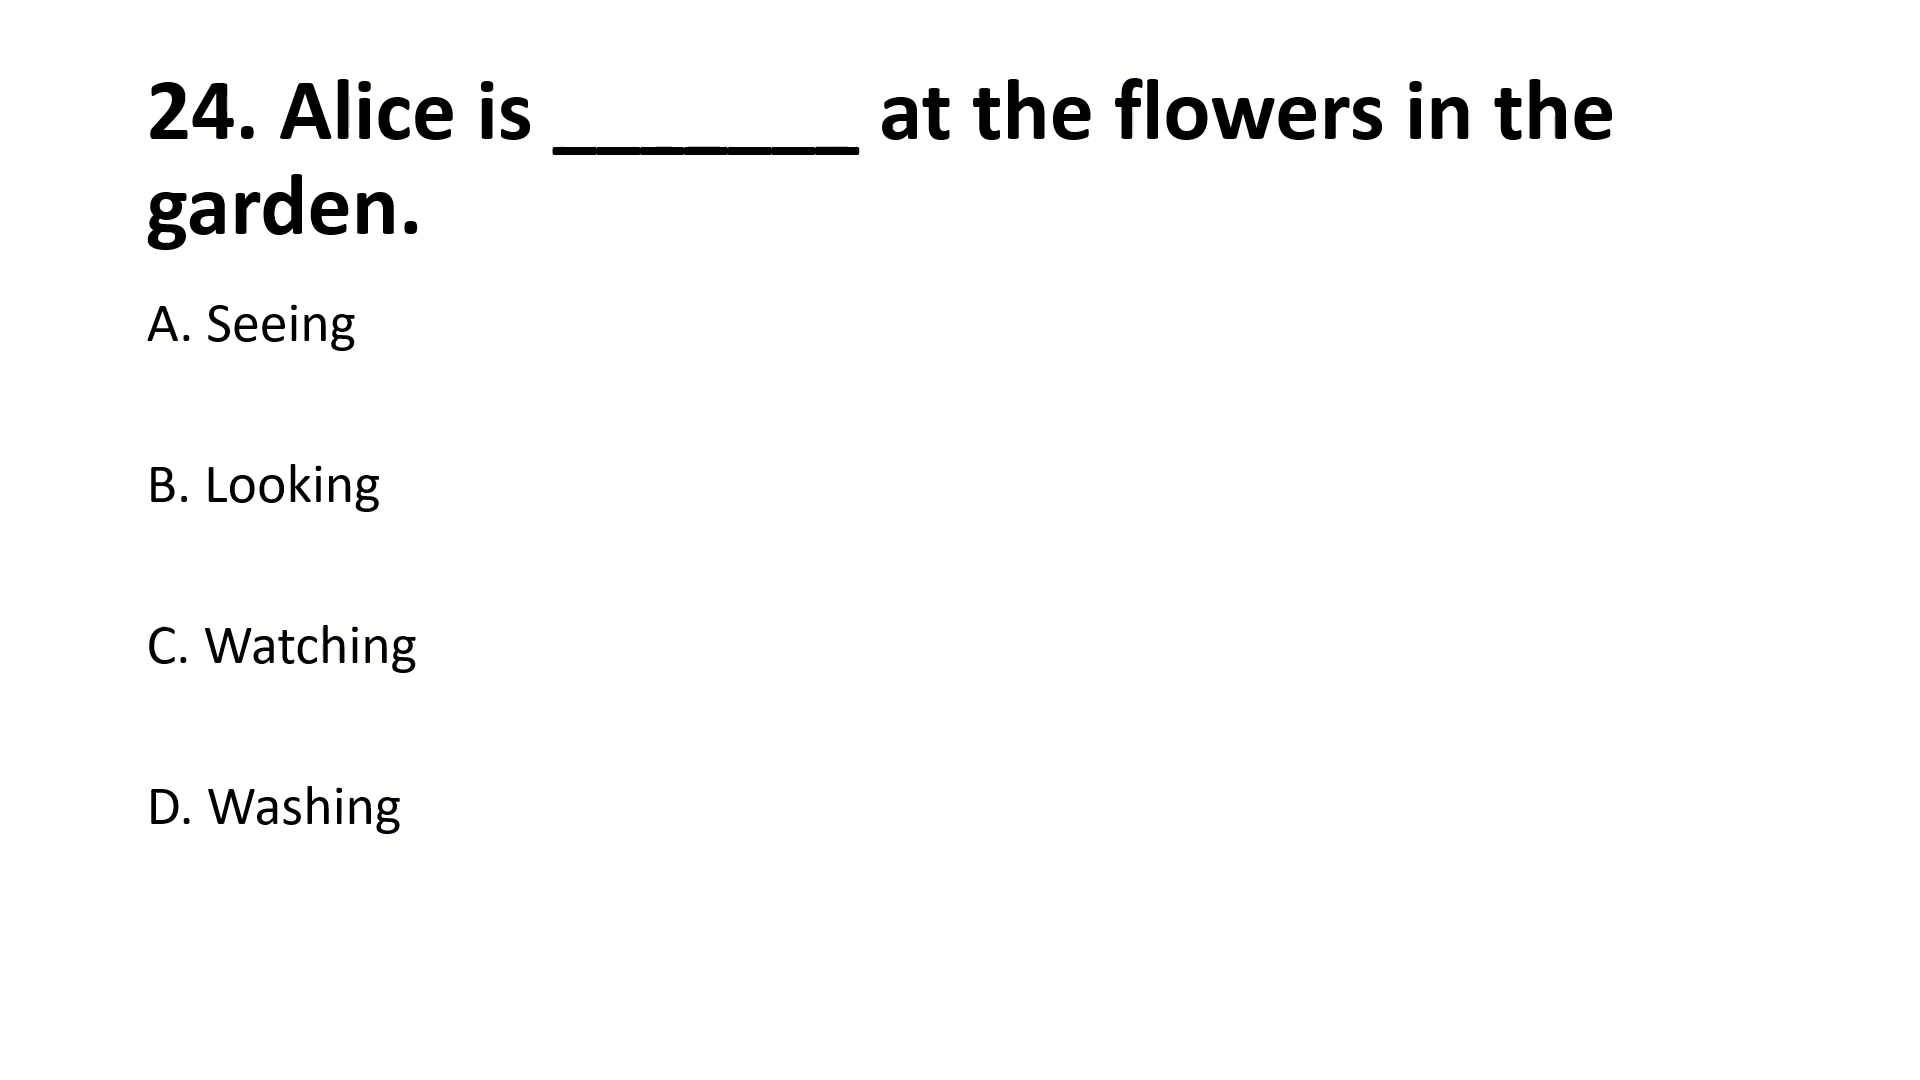 24. Alice is _______ at the flowers in the
garden.
A. Seeing
B. Looking
C. Watching
D. Washing